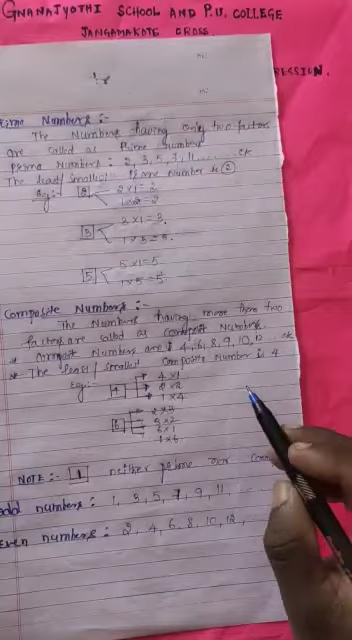 GNANAJYOTHI SCHOOL AND P.U. COLLEGE
JANGAMAKOTE CROSS.
ESSION.
Prime Numbers :-
The Numbers having only two factors
are called as Prime numbers
Prime Numbers : 2, 3, 5, 7, 11......
The least/smallest Prime Number is 2
Eg:- 2 2 x 1 = 2
1 x 2 = 2
3 3 x 1 = 3.
1 x 3 = 3.
5 5 x 1 = 5
1 x 5 = 5
Composite Numbers :-
The Numbers having more than two
factors are called as Numbers.
* Numbers are 4, 6, 8, 9, 10, 12
* The least/smallest Composite Number is 4
Eg: 4 4 x 1
2 x 2
1 x 4
6 2 x 3
3 x 2
6 x 1
1 x 6
NOTE :- 1 neither prime nor com
odd numbers : 1, 3, 5, 7, 9, 11,
Even numbers : 2, 4, 6, 8, 10, 12,